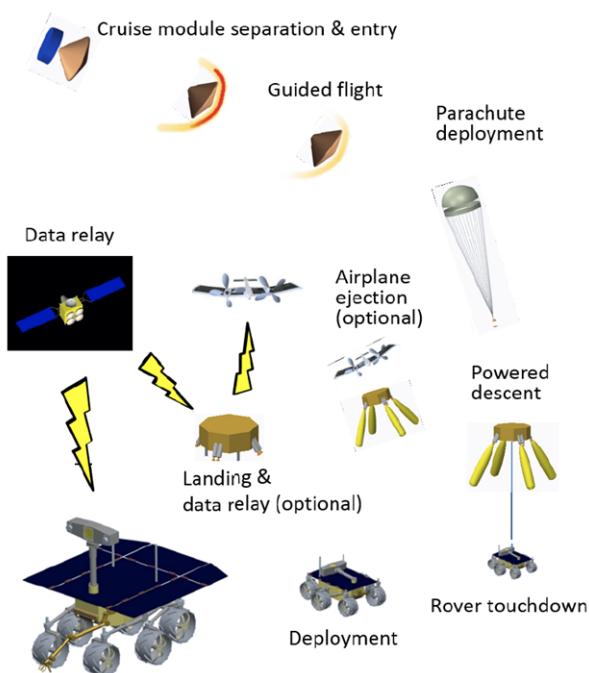 Cruise module separation & entry
Guided flight
Parachute
deployment
Data relay
Airplane
ejection
(optional)
Powered
descent
Landing &
data relay (optional)
Rover touchdown
Deployment